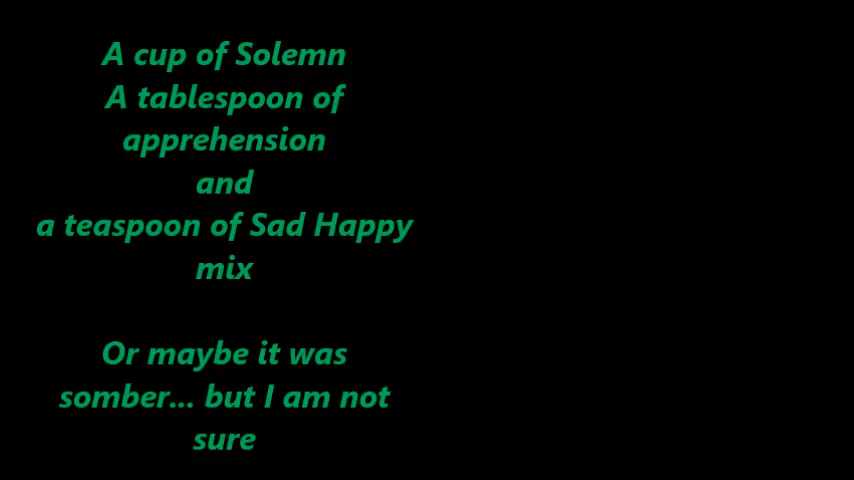 A cup of Solemn
A tablespoon of
apprehension
and
a teaspoon of Sad Happy
mix
Or maybe it was
somber... but I am not
sure